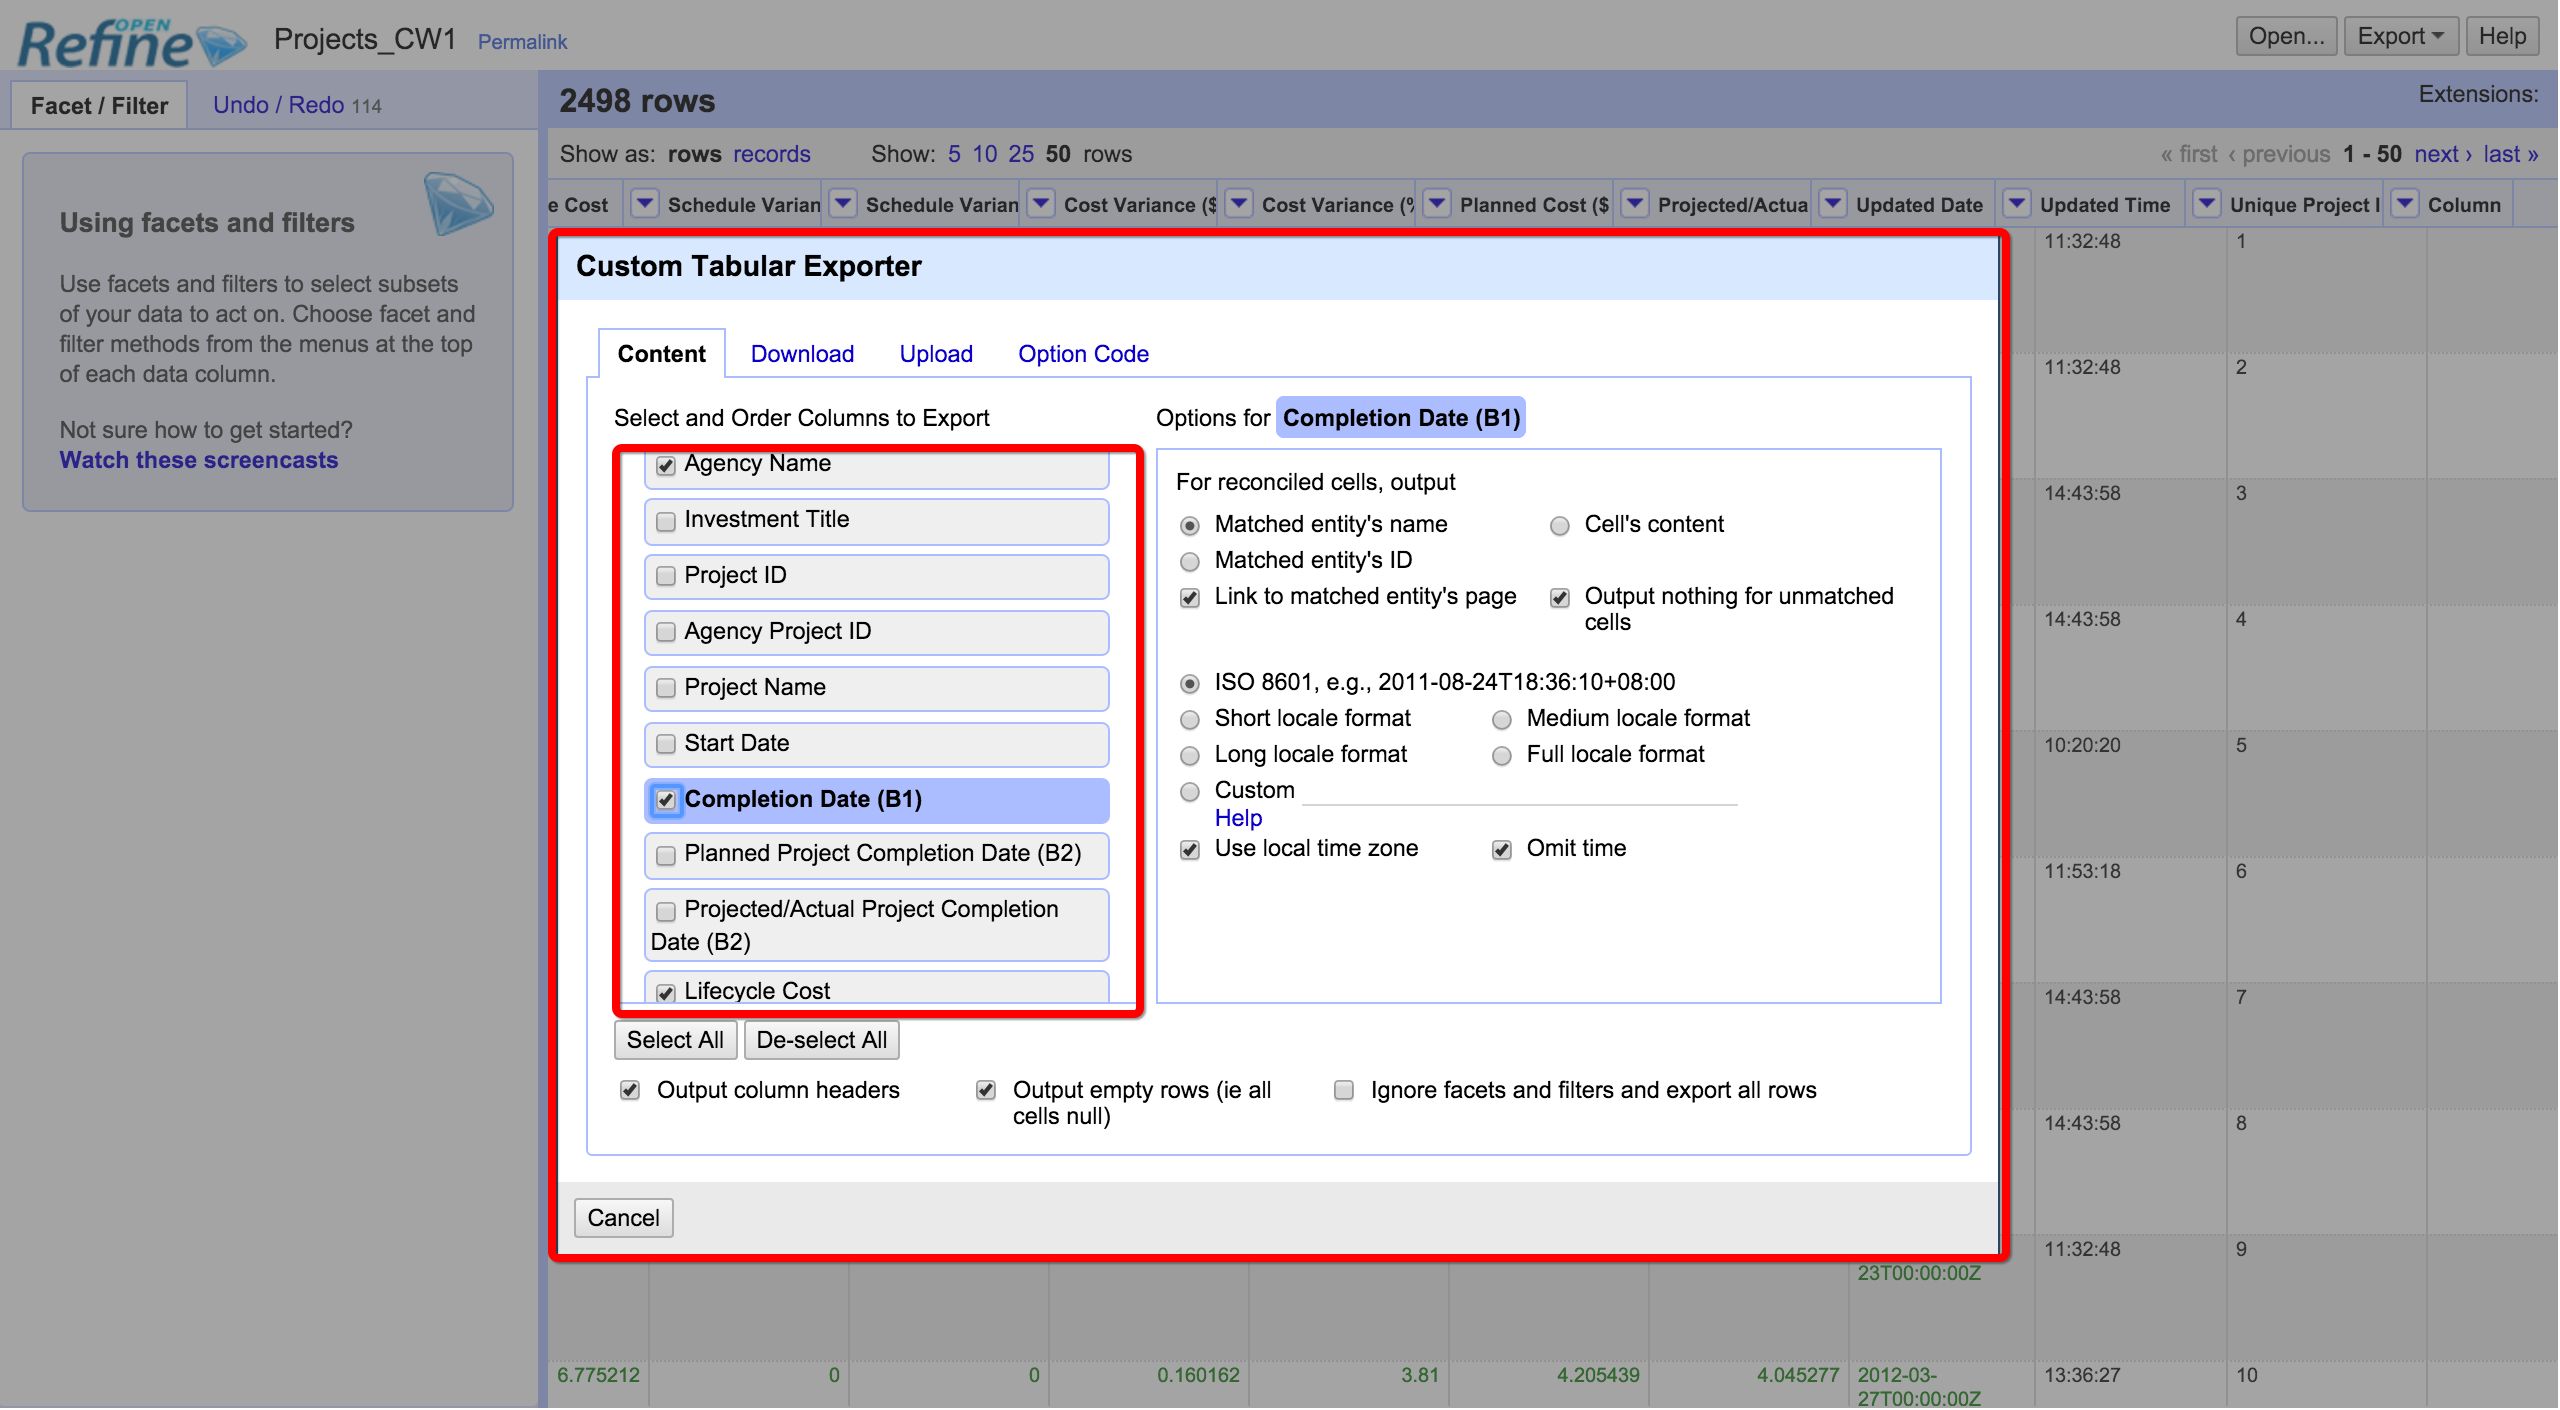 OPEN
Refine
Projects_CW1 Permalink
Open... Export Help
Facet / Filter Undo / Redo 114
2498 rows
Extensions:
Show as: rows records Show: 5 10 25 50 rows
« first ‹ previous 1 - 50 next › last »
e Cost Schedule Varian Schedule Varian Cost Variance ($ Cost Variance (% Planned Cost ($ Projected/Actua Updated Date Updated Time Unique Project I Column
Using facets and filters
Use facets and filters to select subsets
of your data to act on. Choose facet and
filter methods from the menus at the top
of each data column.
Not sure how to get started?
Watch these screencasts
Custom Tabular Exporter
Content Download Upload Option Code
Select and Order Columns to Export
Agency Name
Investment Title
Project ID
Agency Project ID
Project Name
Start Date
Completion Date (B1)
Planned Project Completion Date (B2)
Projected/Actual Project Completion
Date (B2)
Lifecycle Cost
Select All De-select All
Options for Completion Date (B1)
For reconciled cells, output
Matched entity's name Cell's content
Matched entity's ID
Link to matched entity's page Output nothing for unmatched
cells
ISO 8601, e.g., 2011-08-24T18:36:10+08:00
Short locale format Medium locale format
Long locale format Full locale format
Custom
Help
Use local time zone Omit time
Output column headers Output empty rows (ie all
cells null)
Ignore facets and filters and export all rows
Cancel
11:32:48 1
11:32:48 2
14:43:58 3
14:43:58 4
10:20:20 5
11:53:18 6
14:43:58 7
14:43:58 8
11:32:48 9
23T00:00:00Z
6.775212 0 0 0.160162 3.81 4.205439 4.045277 2012-03- 13:36:27 10
27T00:00:00Z